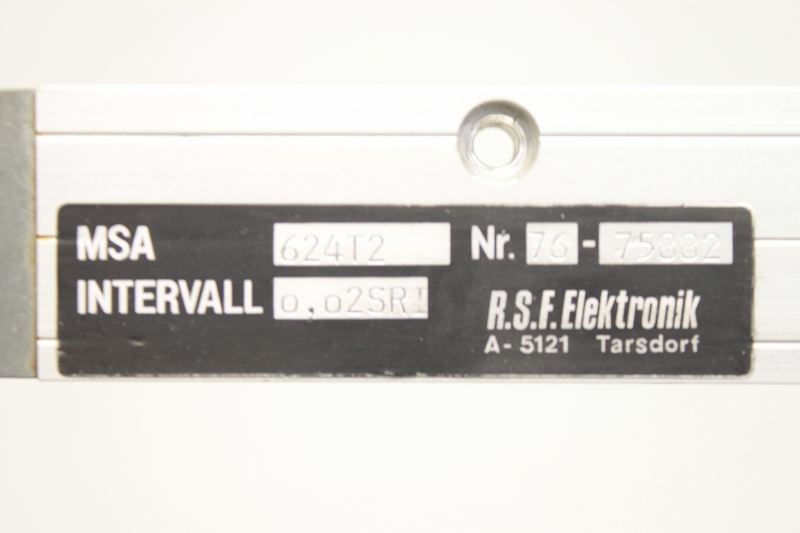 MSA 624T2 Nr. 76 - 75882
INTERVALL o,o2SRI
R.S.F. Elektronik
A - 5121 Tarsdorf